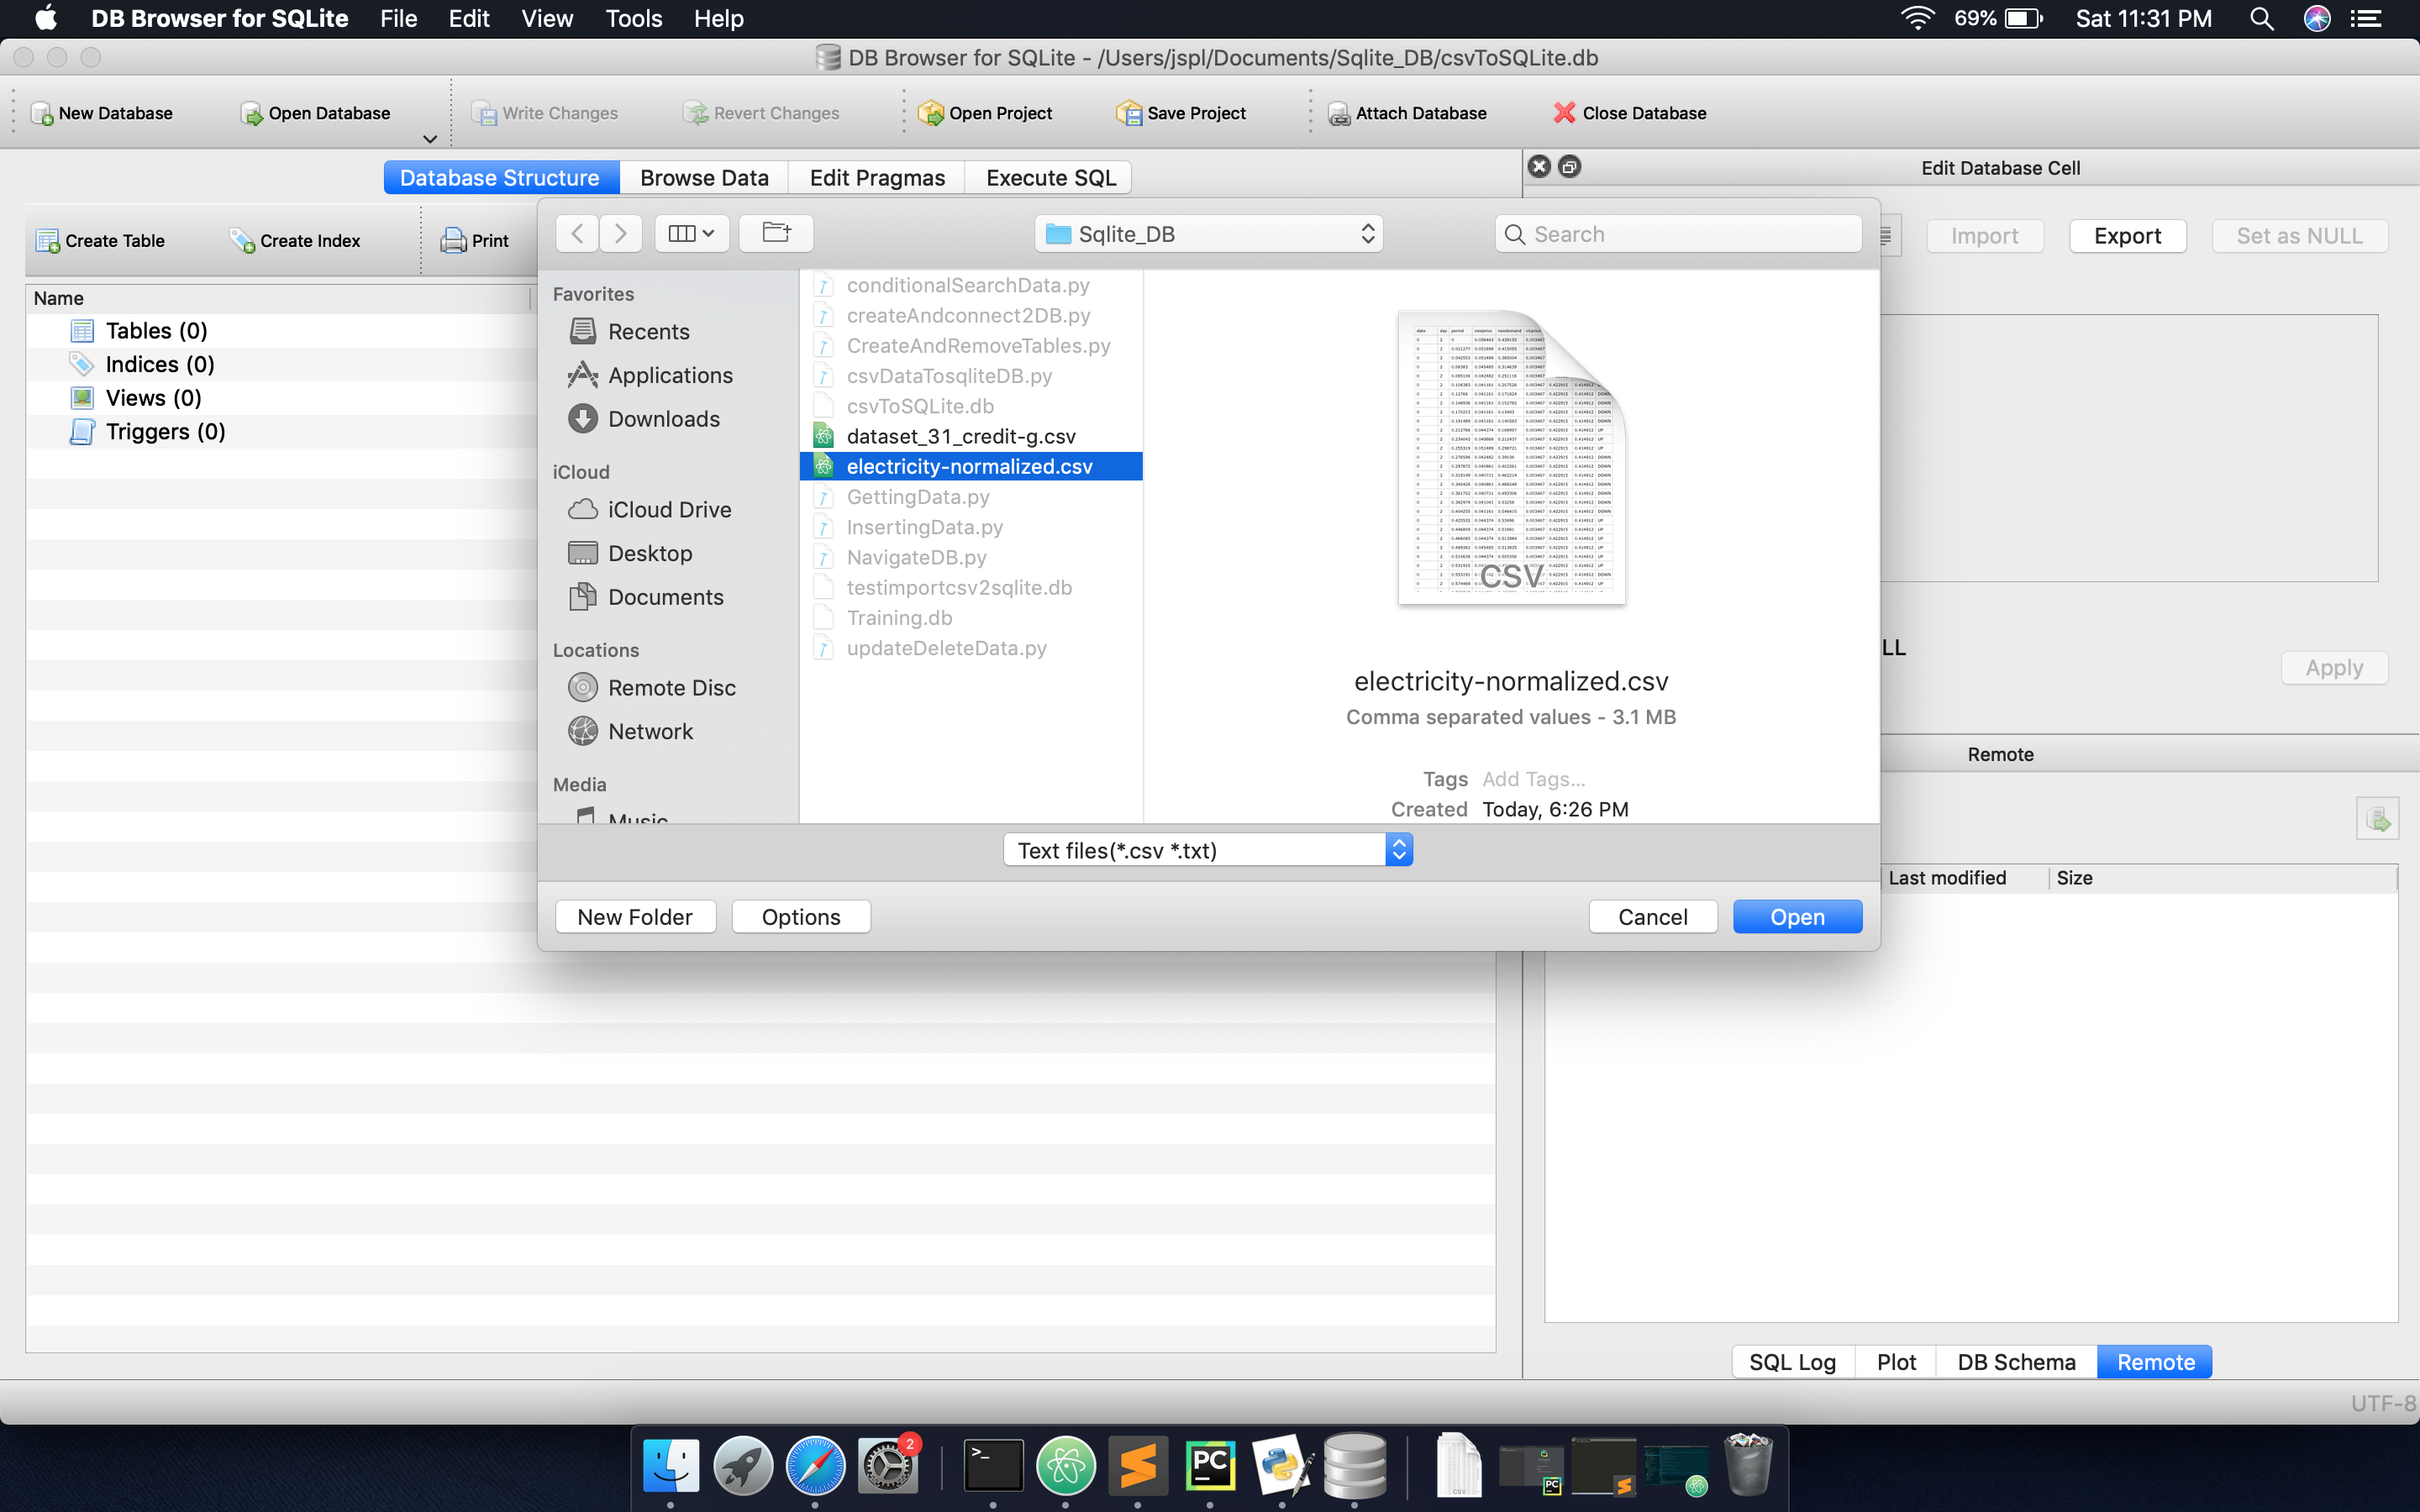 DB Browser for SQLite File Edit View Tools Help 69% Sat 11:31 PM
DB Browser for SQLite - /Users/jspl/Documents/Sqlite_DB/csvToSQLite.db
New Database Open Database Write Changes Revert Changes Open Project Save Project Attach Database Close Database
Database Structure Browse Data Edit Pragmas Execute SQL
Edit Database Cell
Create Table Create Index Print
Sqlite_DB Search
Import Export Set as NULL
Name
Tables (0)
Indices (0)
Views (0)
Triggers (0)
Favorites
Recents
Applications
Downloads
iCloud
iCloud Drive
Desktop
Documents
Locations
Remote Disc
Network
Media
Music
conditionalSearchData.py
createAndconnect2DB.py
CreateAndRemoveTables.py
csvDataTosqliteDB.py
csvToSQLite.db
dataset_31_credit-g.csv
electricity-normalized.csv
GettingData.py
InsertingData.py
NavigateDB.py
testimportcsv2sqlite.db
Training.db
updateDeleteData.py
CSV
electricity-normalized.csv
Comma separated values - 3.1 MB
Tags Add Tags...
Created Today, 6:26 PM
Text files(*.csv *.txt)
New Folder Options Cancel Open
LL
Apply
Remote
Last modified Size
SQL Log Plot DB Schema Remote
UTF-8
2
>_
PC
CSV
PC